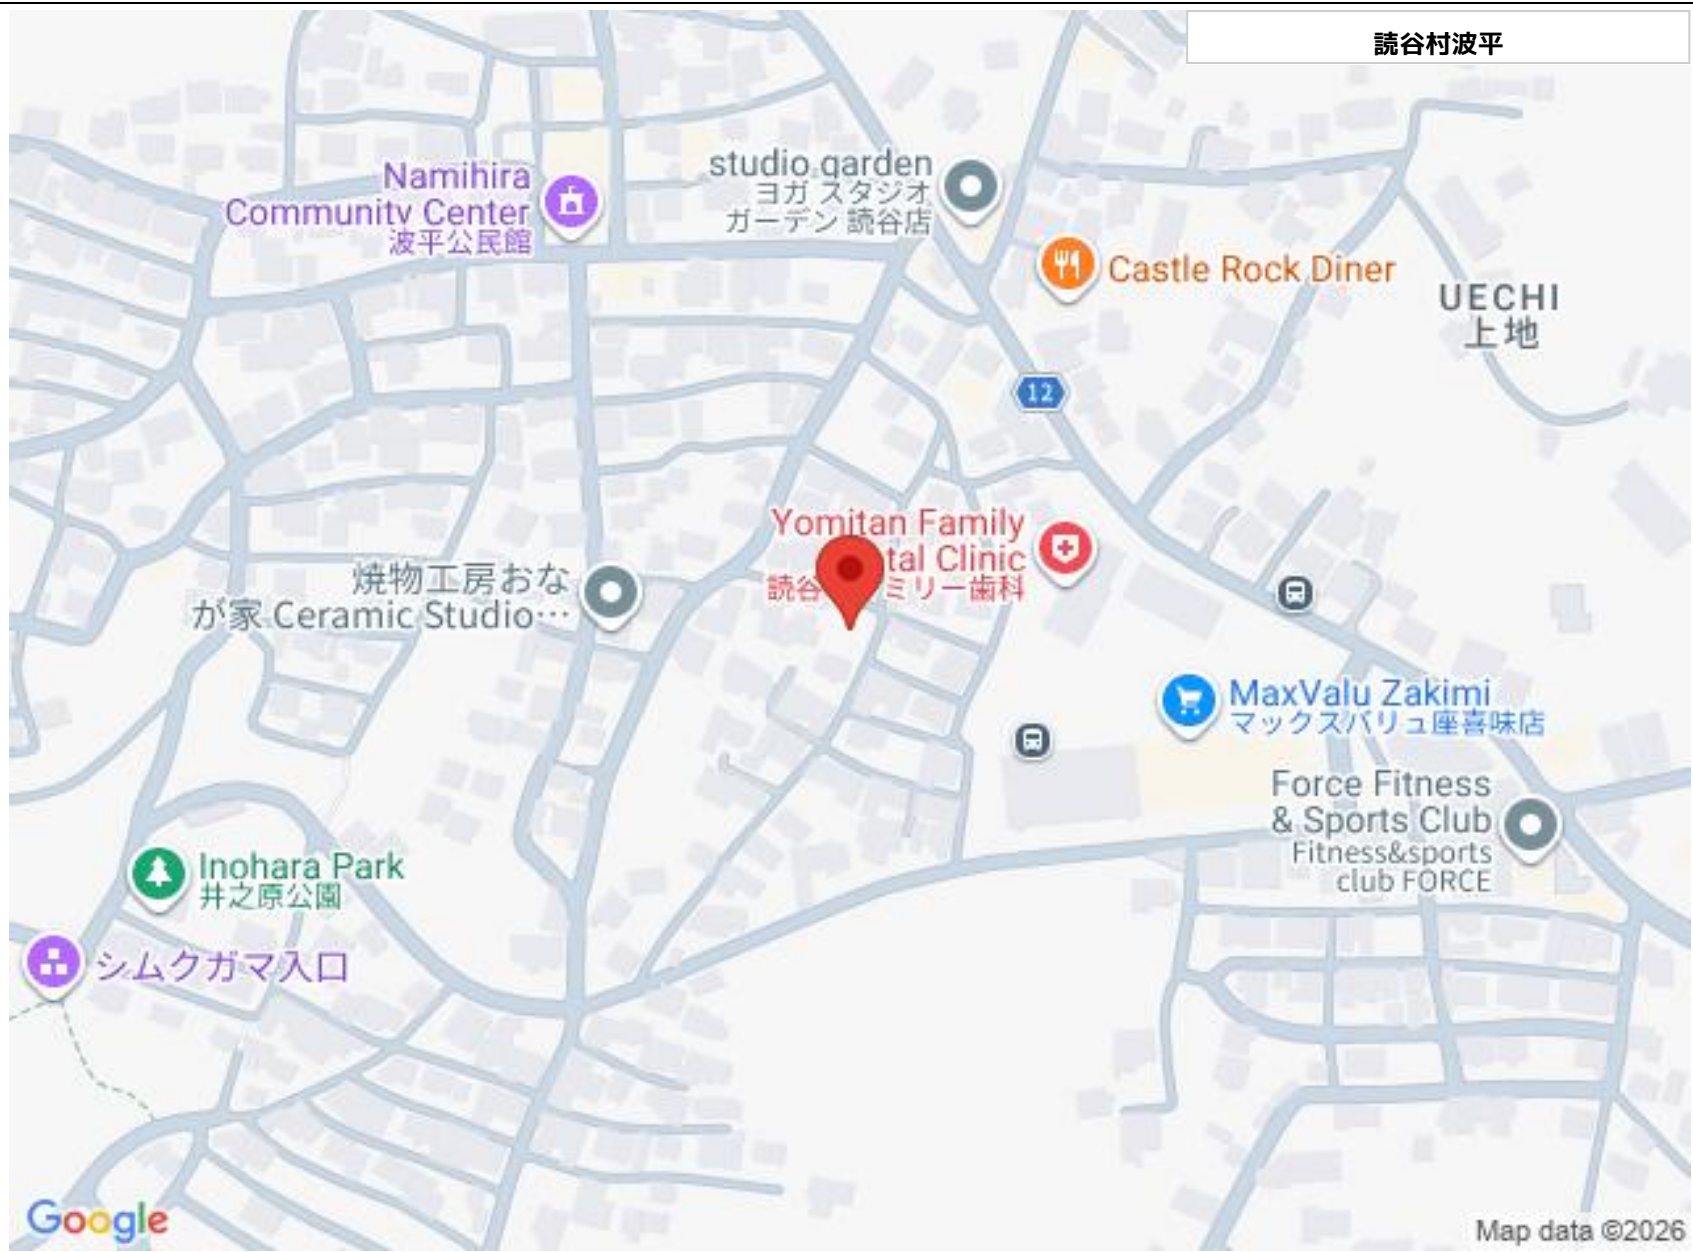 読谷村波平
Namihira
Community Center
波平公民館
studio garden
ヨガ スタジオ
ガーデン 読谷店
Castle Rock Diner
UECHI
上地
12
Yomitan Family
tal Clinic
読谷 ミリー歯科
焼物工房おな
が家 Ceramic Studio…
MaxValu Zakimi
マックスバリュ座喜味店
Force Fitness
& Sports Club
Fitness&sports
club FORCE
Inohara Park
井之原公園
シムクガマ入口
Google
Map data ©2026